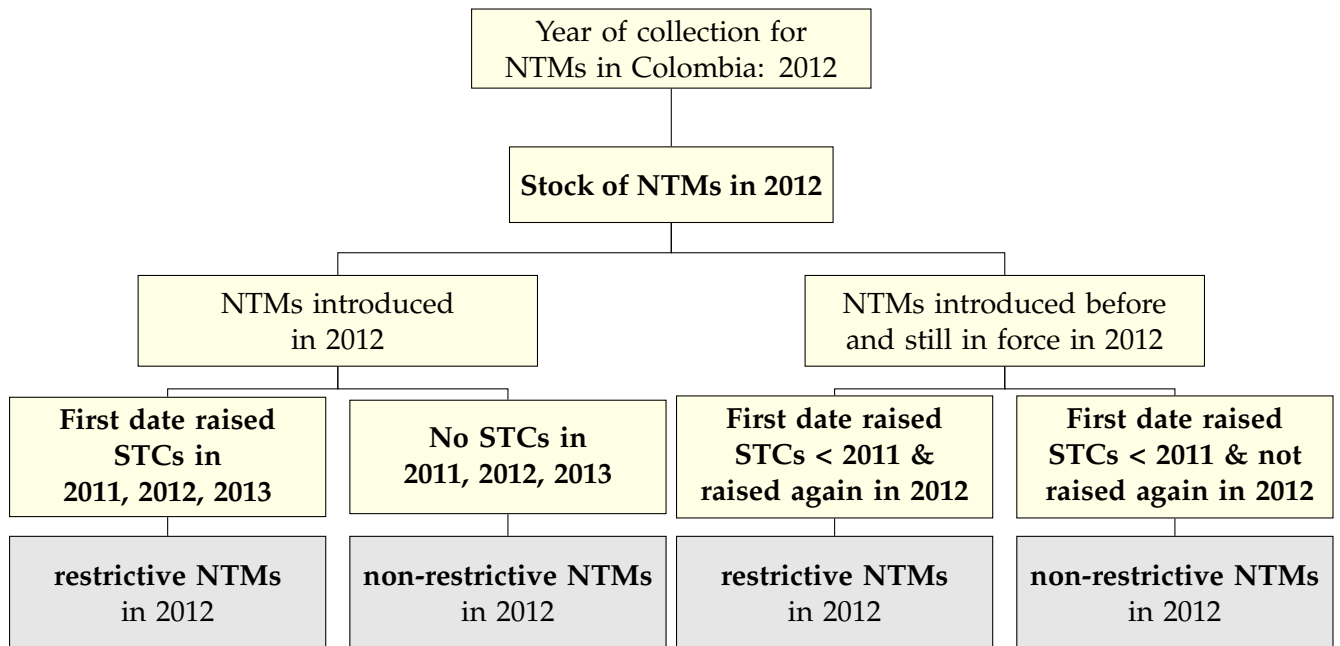 Year of collection for
NTMs in Colombia: 2012
Stock of NTMs in 2012
NTMs introduced
in 2012
NTMs introduced before
and still in force in 2012
First date raised
STCs in
2011, 2012, 2013
No STCs in
2011, 2012, 2013
First date raised
STCs < 2011 &
raised again in 2012
First date raised
STCs < 2011 & not
raised again in 2012
restrictive NTMs
in 2012
non-restrictive NTMs
in 2012
restrictive NTMs
in 2012
non-restrictive NTMs
in 2012